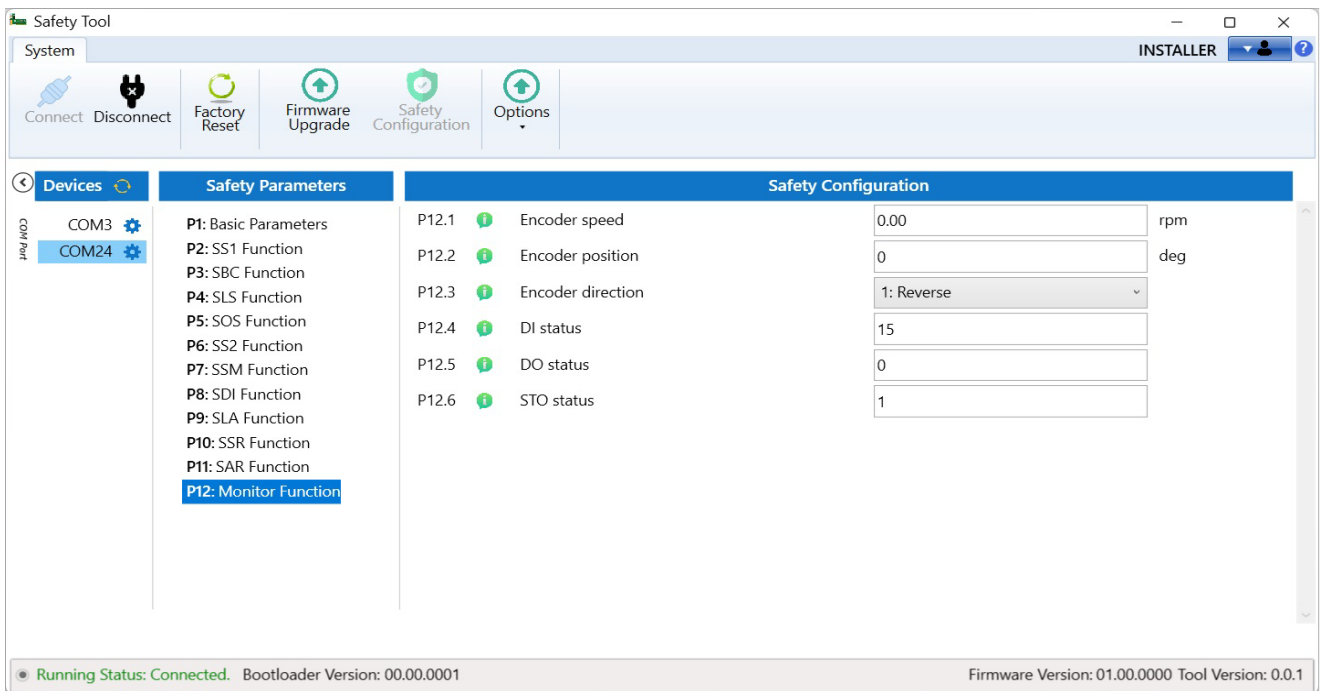 Safety Tool
System
INSTALLER
Connect
Disconnect
Factory
Reset
Firmware
Upgrade
Safety
Configuration
Options
Devices
COM Port
COM3
COM24
Safety Parameters
P1: Basic Parameters
P2: SS1 Function
P3: SBC Function
P4: SLS Function
P5: SOS Function
P6: SS2 Function
P7: SSM Function
P8: SDI Function
P9: SLA Function
P10: SSR Function
P11: SAR Function
P12: Monitor Function
Safety Configuration
P12.1 Encoder speed 0.00 rpm
P12.2 Encoder position 0 deg
P12.3 Encoder direction 1: Reverse
P12.4 DI status 15
P12.5 DO status 0
P12.6 STO status 1
Running Status: Connected. Bootloader Version: 00.00.0001
Firmware Version: 01.00.0000 Tool Version: 0.0.1